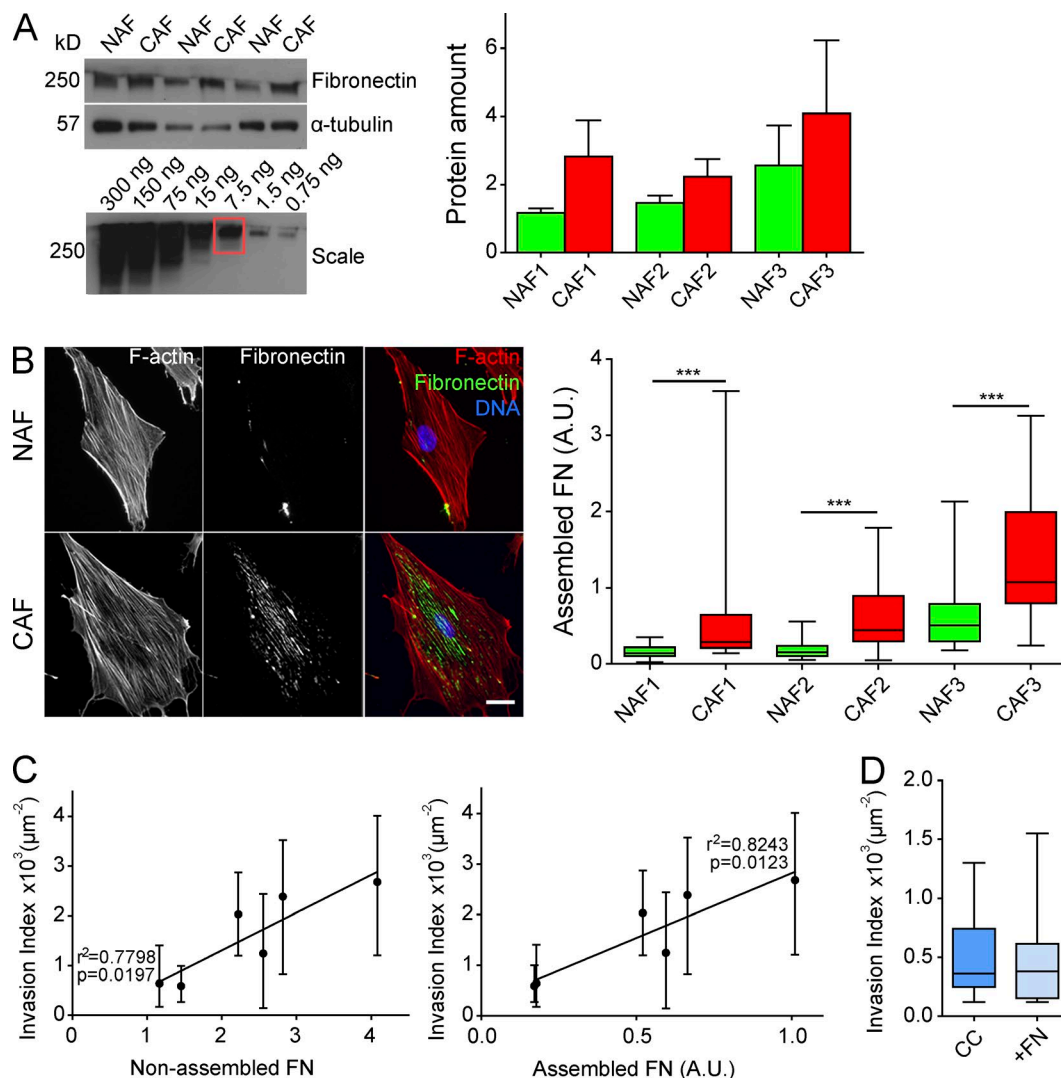 A
kD
NAF CAF NAF CAF NAF CAF
250 Fibronectin
57 α-tubulin
300 ng 150 ng 75 ng 15 ng 7.5 ng 1.5 ng 0.75 ng
250 Scale
Protein amount
6
4
2
0
NAF1 CAF1 NAF2 CAF2 NAF3 CAF3
B
F-actin Fibronectin F-actin
Fibronectin
DNA
NAF
CAF
Assembled FN (A.U.)
4
3
2
1
0
*** *** ***
NAF1 CAF1 NAF2 CAF2 NAF3 CAF3
C
Invasion Index x10³(µm⁻²)
4
3
2
1
0
r²=0.7798
p=0.0197
0 1 2 3 4
Non-assembled FN
Invasion Index x10³(µm⁻²)
4
3
2
1
0
r²=0.8243
p=0.0123
0.0 0.5 1.0
Assembled FN (A.U.)
D
Invasion Index x10³(µm⁻²)
2.0
1.5
1.0
0.5
0.0
CC +FN